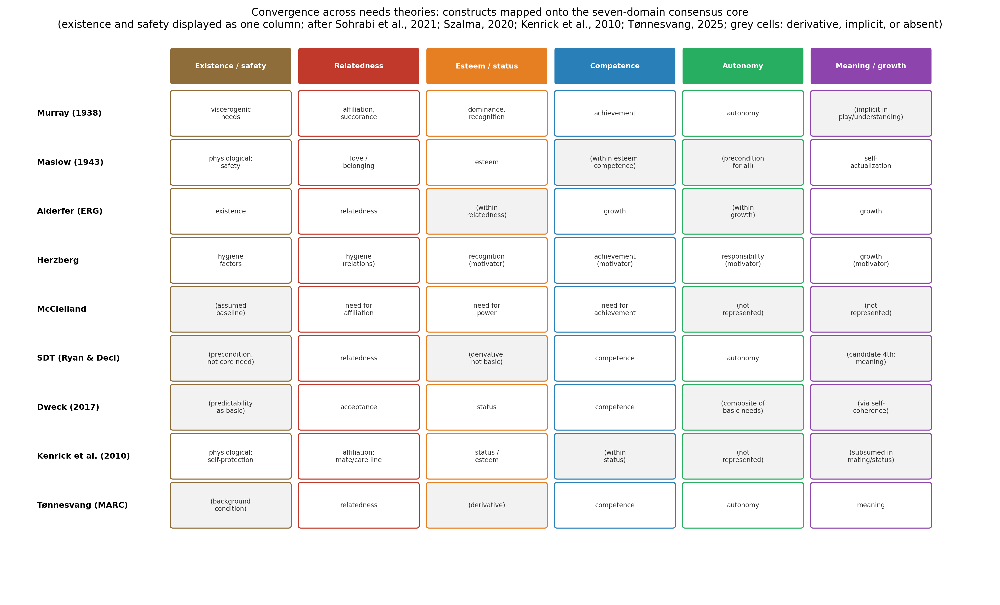 Convergence across needs theories: constructs mapped onto the seven-domain consensus core
(existence and safety displayed as one column; after Sohrabi et al., 2021; Szalma, 2020; Kenrick et al., 2010; Tønnesvang, 2025; grey cells: derivative, implicit, or absent)
Existence / safety
Relatedness
Esteem / status
Competence
Autonomy
Meaning / growth
Murray (1938)
viscerogenic
needs
affiliation,
succorance
dominance,
recognition
achievement
autonomy
(implicit in
play/understanding)
Maslow (1943)
physiological;
safety
love /
belonging
esteem
(within esteem:
competence)
(precondition
for all)
self-
actualization
Alderfer (ERG)
existence
relatedness
(within
relatedness)
growth
(within
growth)
growth
Herzberg
hygiene
factors
hygiene
(relations)
recognition
(motivator)
achievement
(motivator)
responsibility
(motivator)
growth
(motivator)
McClelland
(assumed
baseline)
need for
affiliation
need for
power
need for
achievement
(not
represented)
(not
represented)
SDT (Ryan & Deci)
(precondition,
not core need)
relatedness
(derivative,
not basic)
competence
autonomy
(candidate 4th:
meaning)
Dweck (2017)
(predictability
as basic)
acceptance
status
competence
(composite of
basic needs)
(via self-
coherence)
Kenrick et al. (2010)
physiological;
self-protection
affiliation;
mate/care line
status /
esteem
(within
status)
(not
represented)
(subsumed in
mating/status)
Tønnesvang (MARC)
(background
condition)
relatedness
(derivative)
competence
autonomy
meaning